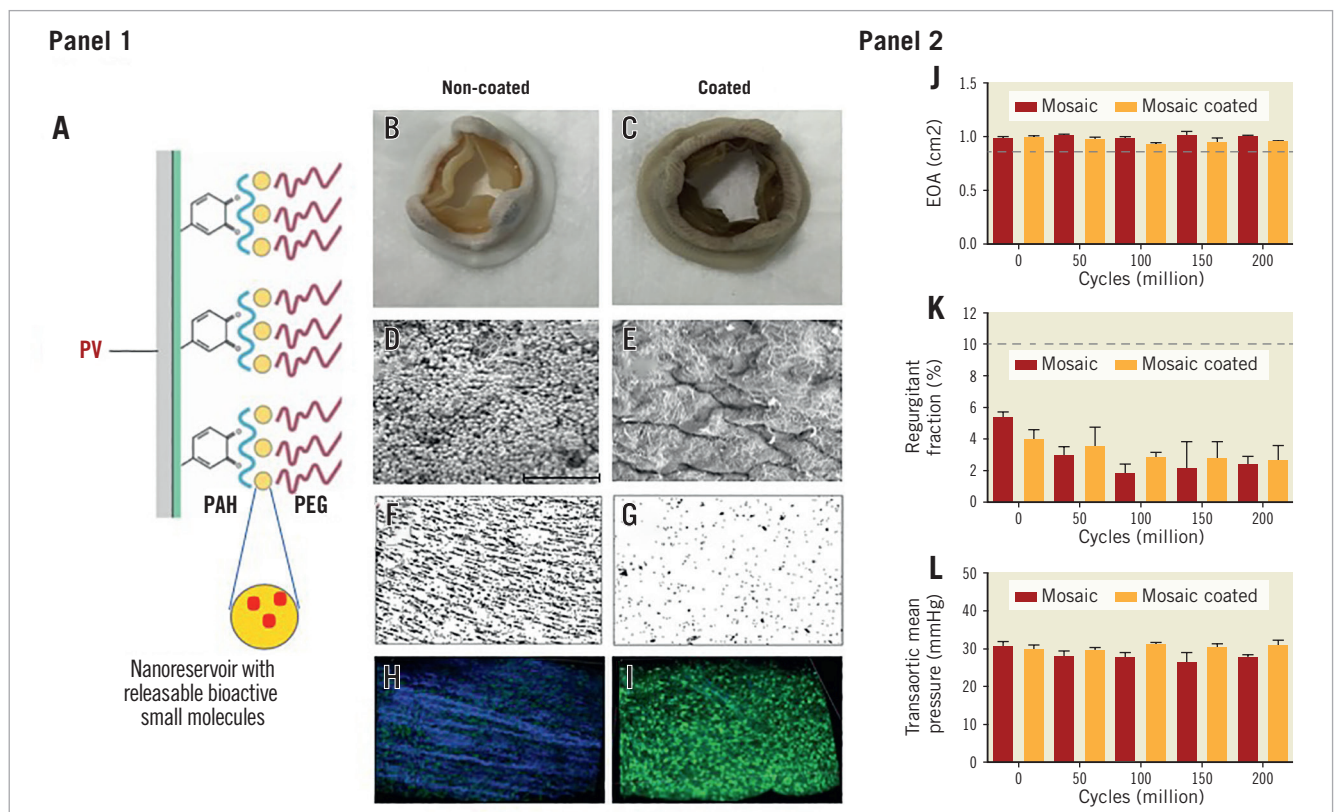 Panel 1
Panel 2
Non-coated
Coated
A
PV
PAH
PEG
Nanoreservoir with
releasable bioactive
small molecules
B
C
D
E
F
G
H
I
J
EOA (cm2)
1.5
1.0
0.5
0.0
Mosaic
Mosaic coated
0
50
100
150
200
Cycles (million)
K
Regurgitant
fraction (%)
12
10
8
6
4
2
0
Mosaic
Mosaic coated
0
50
100
150
200
Cycles (million)
L
Transaortic mean
pressure (mmHg)
50
40
30
20
10
0
Mosaic
Mosaic coated
0
50
100
150
200
Cycles (million)